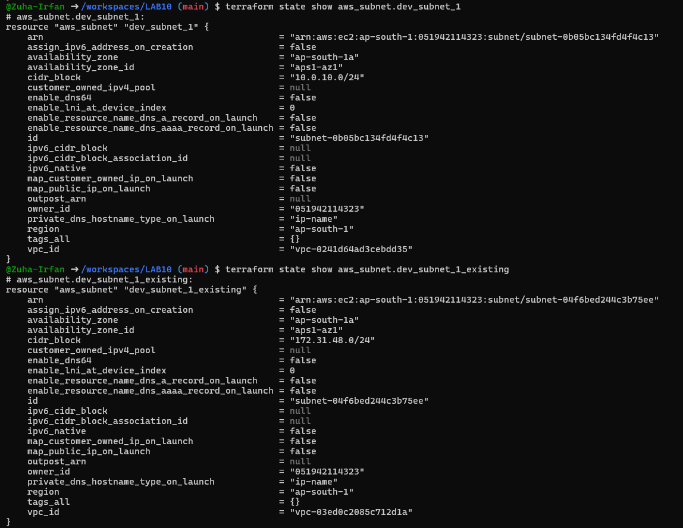 @Zuha-Irfan ➜ /workspaces/LAB10 (main) $ terraform state show aws_subnet.dev_subnet_1
# aws_subnet.dev_subnet_1:
resource "aws_subnet" "dev_subnet_1" {
    arn                                            = "arn:aws:ec2:ap-south-1:051942114323:subnet/subnet-0b05bc134fd4f4c13"
    assign_ipv6_address_on_creation                = false
    availability_zone                              = "ap-south-1a"
    availability_zone_id                           = "aps1-az1"
    cidr_block                                     = "10.0.10.0/24"
    customer_owned_ipv4_pool                       = null
    enable_dns64                                   = false
    enable_lni_at_device_index                     = 0
    enable_resource_name_dns_a_record_on_launch    = false
    enable_resource_name_dns_aaaa_record_on_launch = false
    id                                             = "subnet-0b05bc134fd4f4c13"
    ipv6_cidr_block                                = null
    ipv6_cidr_block_association_id                 = null
    ipv6_native                                    = false
    map_customer_owned_ip_on_launch                = false
    map_public_ip_on_launch                        = false
    outpost_arn                                    = null
    owner_id                                       = "051942114323"
    private_dns_hostname_type_on_launch            = "ip-name"
    region                                         = "ap-south-1"
    tags_all                                       = {}
    vpc_id                                         = "vpc-0241d64ad3cebdd35"
}
@Zuha-Irfan ➜ /workspaces/LAB10 (main) $ terraform state show aws_subnet.dev_subnet_1_existing
# aws_subnet.dev_subnet_1_existing:
resource "aws_subnet" "dev_subnet_1_existing" {
    arn                                            = "arn:aws:ec2:ap-south-1:051942114323:subnet/subnet-04f6bed244c3b75ee"
    assign_ipv6_address_on_creation                = false
    availability_zone                              = "ap-south-1a"
    availability_zone_id                           = "aps1-az1"
    cidr_block                                     = "172.31.48.0/24"
    customer_owned_ipv4_pool                       = null
    enable_dns64                                   = false
    enable_lni_at_device_index                     = 0
    enable_resource_name_dns_a_record_on_launch    = false
    enable_resource_name_dns_aaaa_record_on_launch = false
    id                                             = "subnet-04f6bed244c3b75ee"
    ipv6_cidr_block                                = null
    ipv6_cidr_block_association_id                 = null
    ipv6_native                                    = false
    map_customer_owned_ip_on_launch                = false
    map_public_ip_on_launch                        = false
    outpost_arn                                    = null
    owner_id                                       = "051942114323"
    private_dns_hostname_type_on_launch            = "ip-name"
    region                                         = "ap-south-1"
    tags_all                                       = {}
    vpc_id                                         = "vpc-03ed0c2085c712d1a"
}